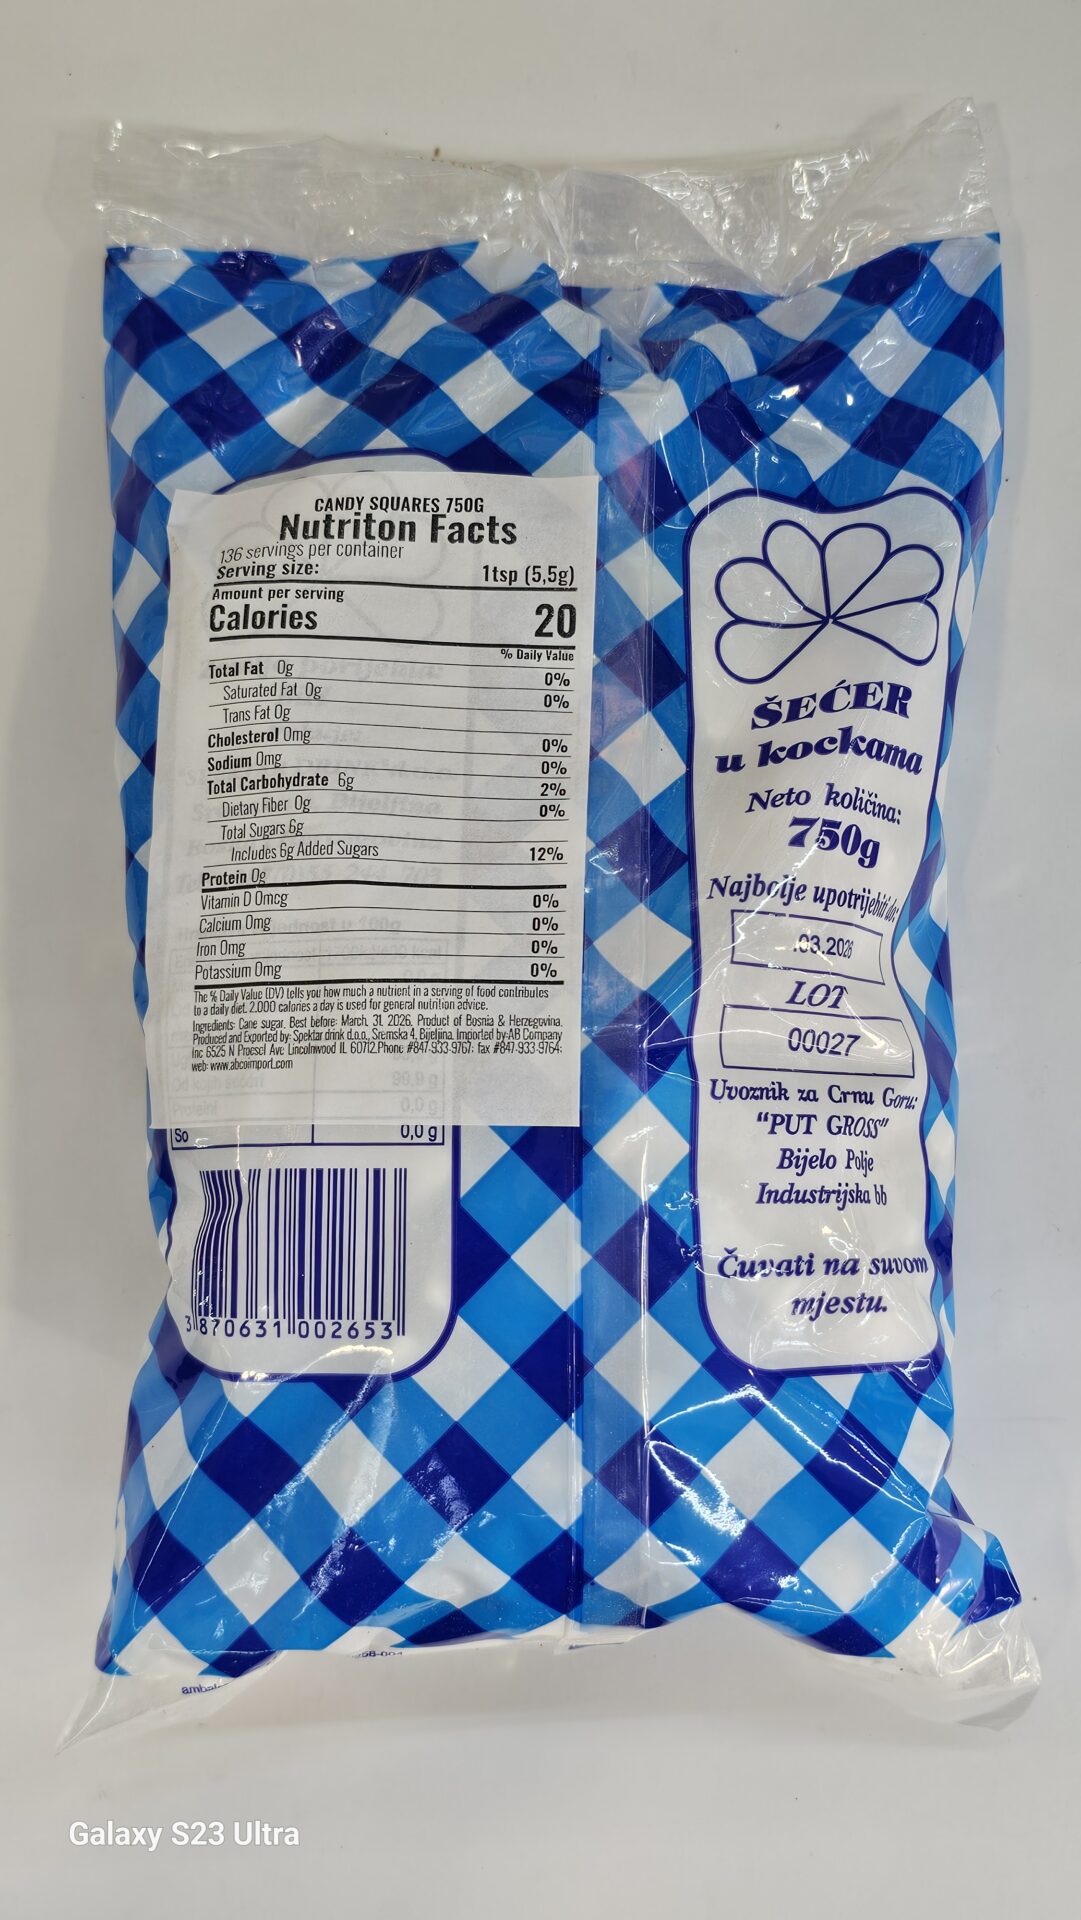 CANDY SQUARES 750G
Nutriton Facts
136 servings per container
Serving size: 1tsp (5,5g)
Amount per serving
Calories 20
% Daily Value
Total Fat 0g 0%
Saturated Fat 0g 0%
Trans Fat 0g
Cholesterol 0mg 0%
Sodium 0mg 0%
Total Carbohydrate 6g 2%
Dietary Fiber 0g 0%
Total Sugars 6g
Includes 6g Added Sugars 12%
Protein 0g
Vitamin D 0mcg 0%
Calcium 0mg 0%
Iron 0mg 0%
Potassium 0mg 0%
The % Daily Value (DV) tells you how much a nutrient in a serving of food contributes
to a daily diet. 2,000 calories a day is used for general nutrition advice.
Ingredients: Cane sugar. Best before: March, 31, 2026. Product of Bosnia & Herzegovina.
Produced and Exported by: Spektar drink d.o.o., Sremska 4, Bijeljina. Imported by:AB Company
Inc 6525 N Proesel Ave Lincolnwood IL 60712.Phone #847-933-9767; fax #847-933-9764;
web: www.abcoimport.com
99,9 g
0,0 g
So 0,0 g
3 870631 002653
ŠEĆER
u kockama
Neto količina:
750g
Najbolje upotrijebiti do:
.03.2026
LOT
00027
Uvoznik za Crnu Goru:
"PUT GROSS"
Bijelo Polje
Industrijska bb
Čuvati na suvom
mjestu.
Galaxy S23 Ultra